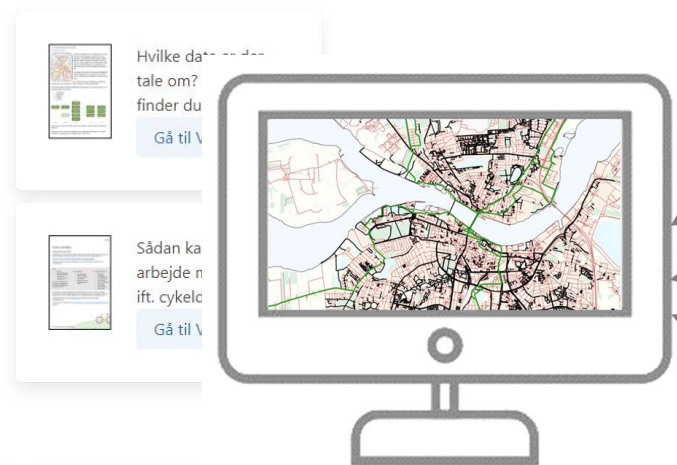 Hvilke data er der
tale om?
finder du
Gå til V
Sådan ka
arbejde
ift. cykeld
Gå til V